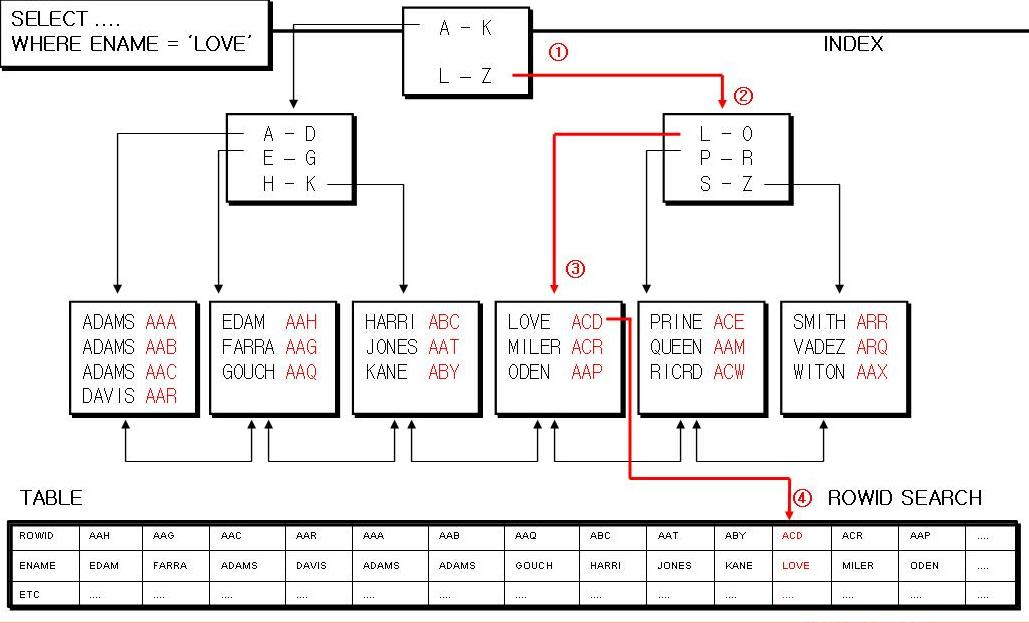 SELECT ....
WHERE ENAME = 'LOVE'
A - K
L - Z
INDEX
①
②
A - D
E - G
H - K
L - O
P - R
S - Z
③
ADAMS AAA
ADAMS AAB
ADAMS AAC
DAVIS AAR
EDAM AAH
FARRA AAG
GOUCH AAQ
HARRI ABC
JONES AAT
KANE ABY
LOVE ACD
MILER ACR
ODEN AAP
PRINE ACE
QUEEN AAM
RICRD ACW
SMITH ARR
VADEZ ARQ
WITON AAX
TABLE
④ ROWID SEARCH
ROWID AAH AAG AAC AAR AAA AAB AAQ ABC AAT ABY ACD ACR AAP ....
ENAME EDAM FARRA ADAMS DAVIS ADAMS ADAMS GOUCH HARRI JONES KANE LOVE MILER ODEN ....
ETC .... .... .... .... .... .... .... .... .... .... .... .... .... ....